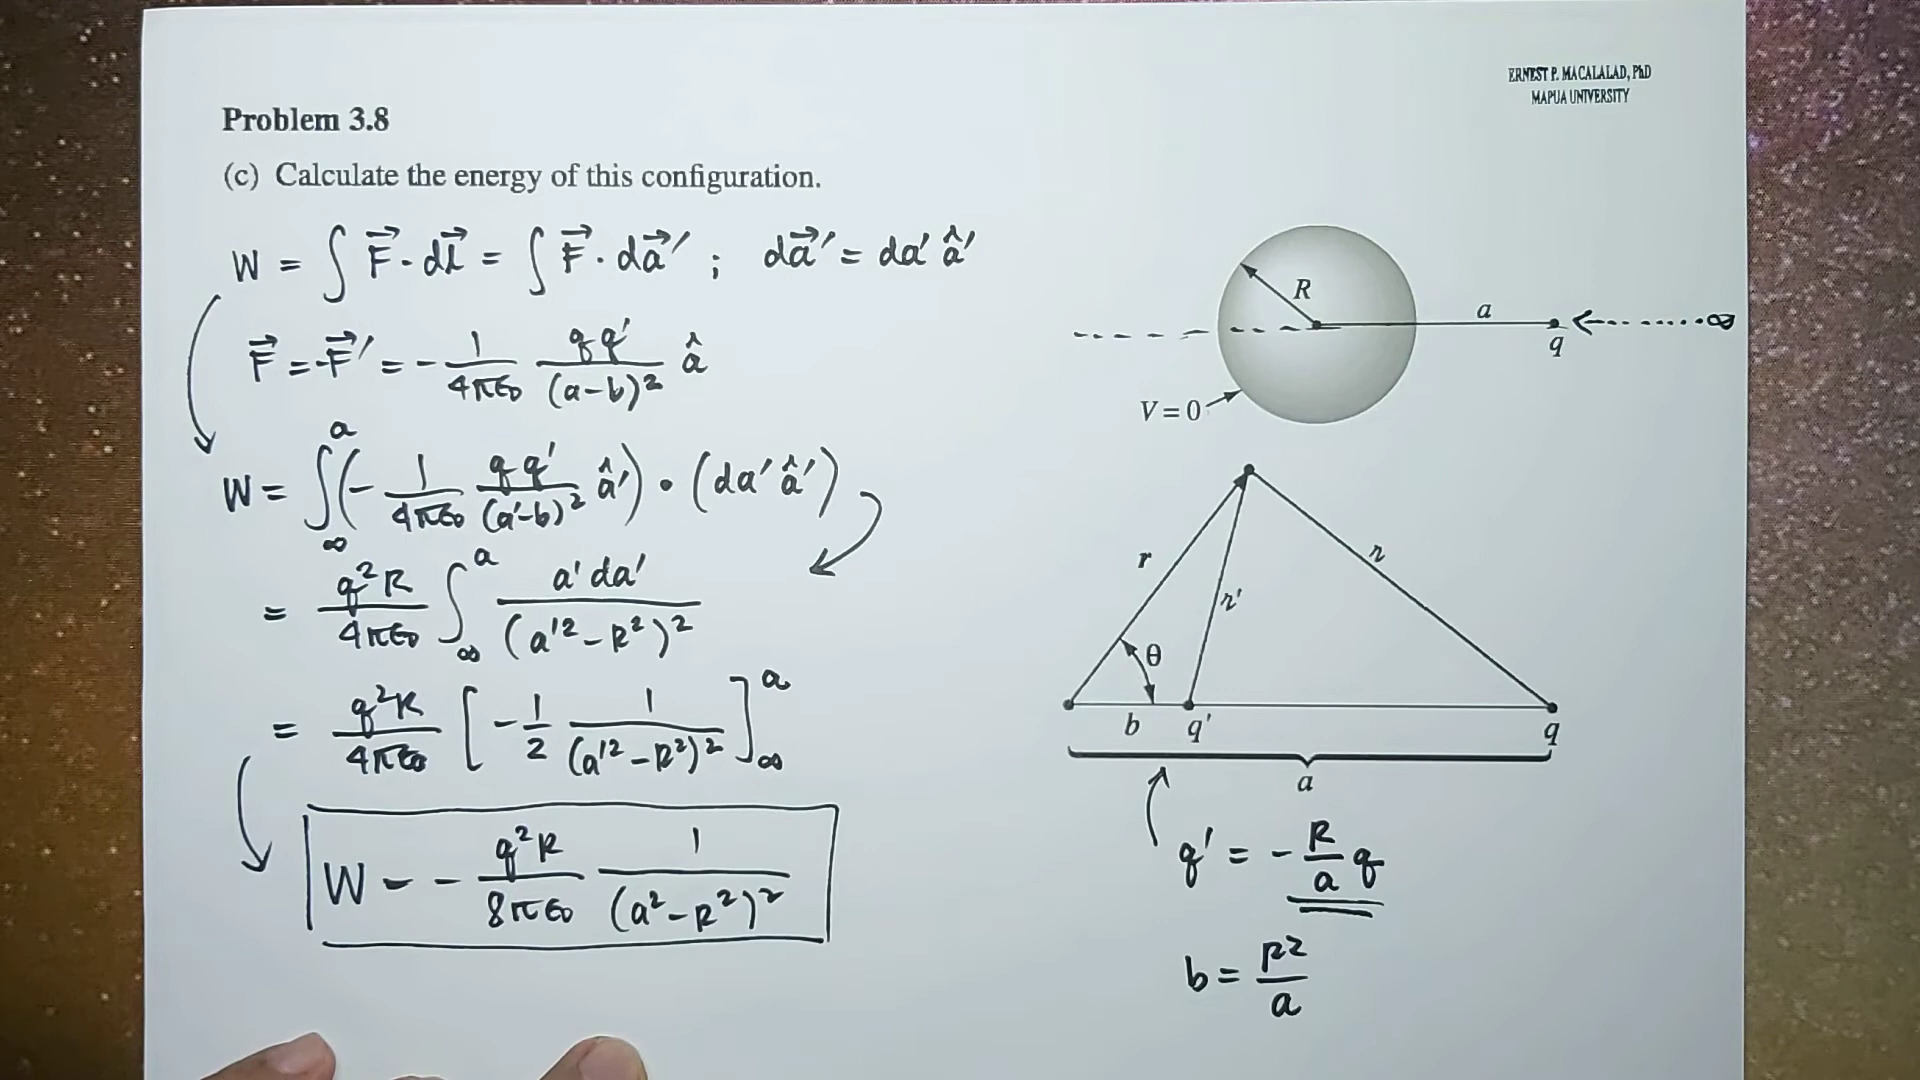 ERNEST P. MACALALAD, PhD
MAPUA UNIVERSITY
Problem 3.8
(c) Calculate the energy of this configuration.
W = ∫ F⃗ · dl⃗ = ∫ F⃗ · da⃗′ ; da⃗′ = da′ â′
F⃗ = -F⃗′ = - 1/(4πε₀) qq′/(a-b)² â
W = ∫_∞^a (- 1/(4πε₀) qq′/(a′-b)² â′) · (da′ â′)
= q²R/(4πε₀) ∫_∞^a a′da′/(a′² - R²)²
= q²R/(4πε₀) [- 1/2 1/(a′² - R²)²]_∞^a
W = - q²R/(8πε₀) 1/(a² - R²)²
R
a
∞
q
V = 0
r
𝓇
𝓇′
θ
b
q′
q
a
q′ = - R/a q
b = R²/a